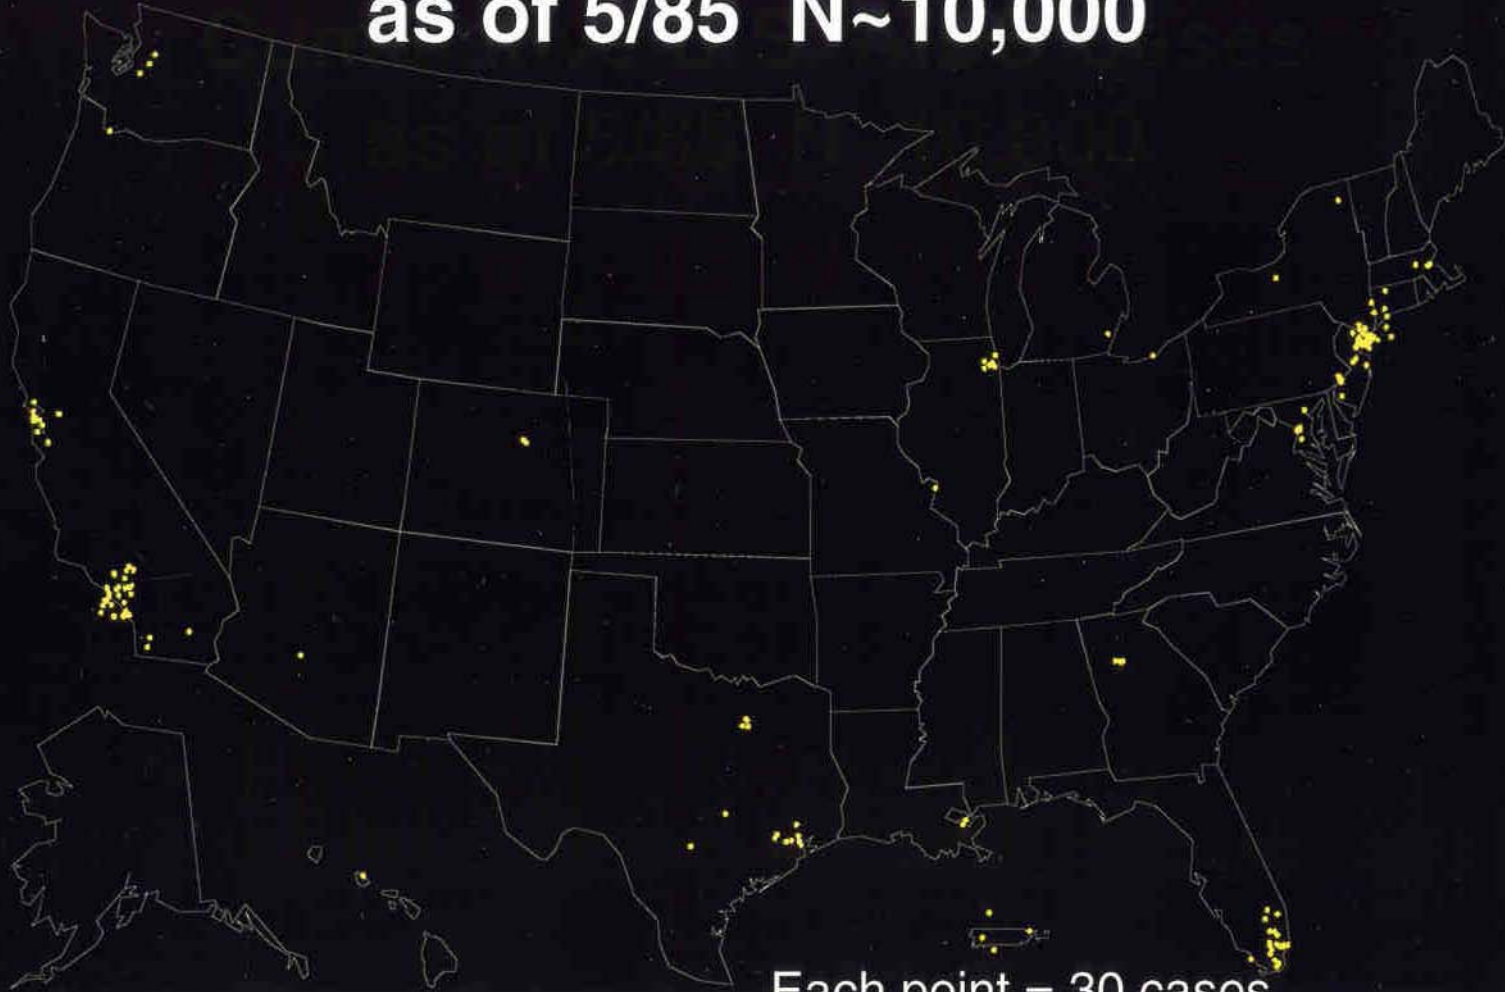 as of 5/85 N~10,000
Each point = 30 cases